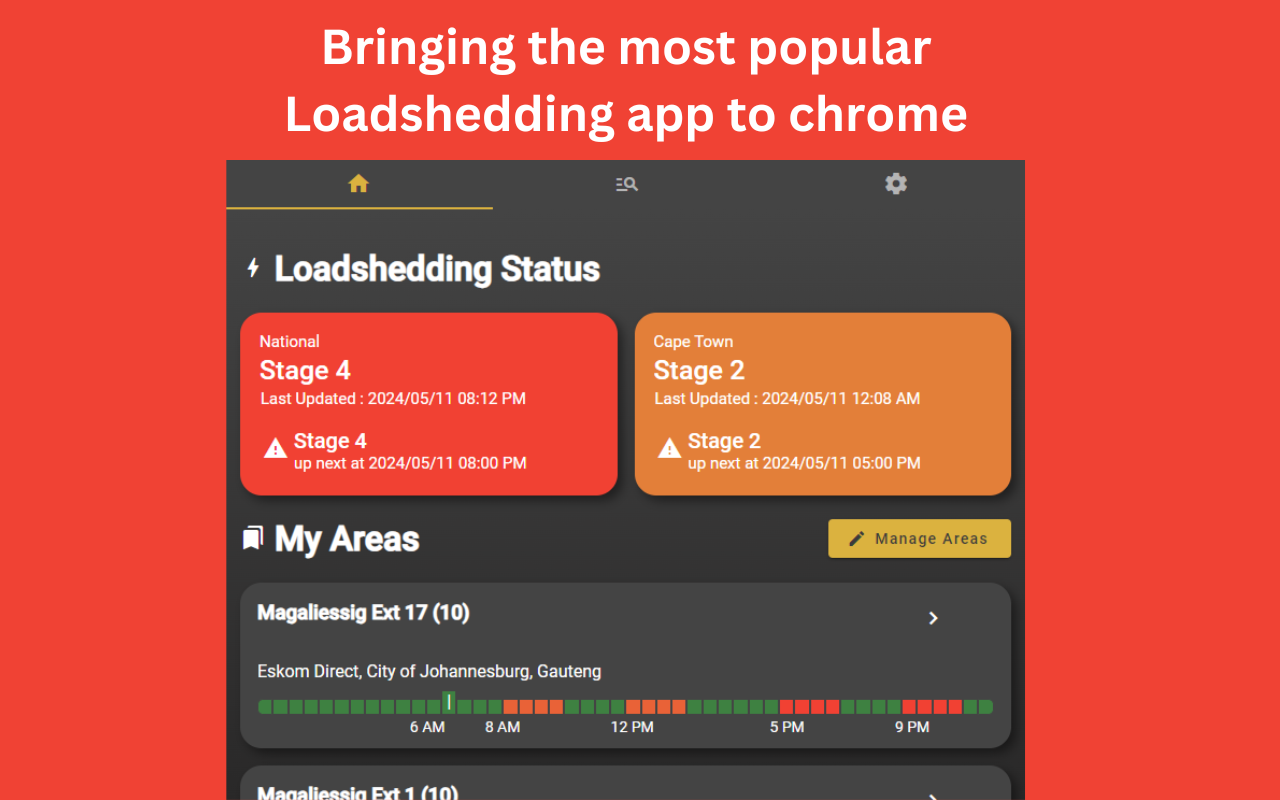 Bringing the most popular
Loadshedding app to chrome
Loadshedding Status
National
Stage 4
Last Updated : 2024/05/11 08:12 PM
Stage 4
up next at 2024/05/11 08:00 PM
Cape Town
Stage 2
Last Updated : 2024/05/11 12:08 AM
Stage 2
up next at 2024/05/11 05:00 PM
My Areas
Manage Areas
Magaliessig Ext 17 (10)
Eskom Direct, City of Johannesburg, Gauteng
6 AM 8 AM 12 PM 5 PM 9 PM
Magaliessig Ext 1 (10)